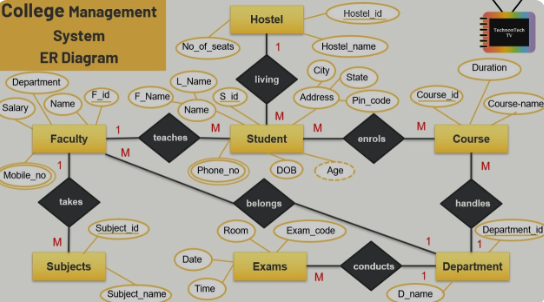 College Management
System
ER Diagram
Hostel
Hostel_id
No_of_seats
Hostel_name
TechnonTech
TV
1
living
M
City
State
Address
Pin_code
Duration
Course_id
Course-name
Department
Salary
Name
F_id
L_Name
F_Name
S_id
Name
Faculty
1
teaches
M
Student
M
enrols
M
Course
Mobile_no
1
M
Phone_no
DOB
Age
M
takes
belongs
handles
M
Subject_id
Room
Exam_code
1
1
Department_id
Subjects
Date
Exams
M
conducts
1
Department
Time
Subject_name
D_name